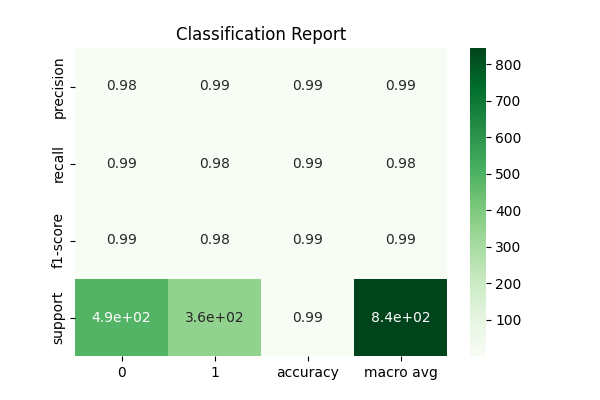 Classification Report
precision 0.98 0.99 0.99 0.99
recall 0.99 0.98 0.99 0.98
f1-score 0.99 0.98 0.99 0.99
support 4.9e+02 3.6e+02 0.99 8.4e+02
0 1 accuracy macro avg
800
700
600
500
400
300
200
100